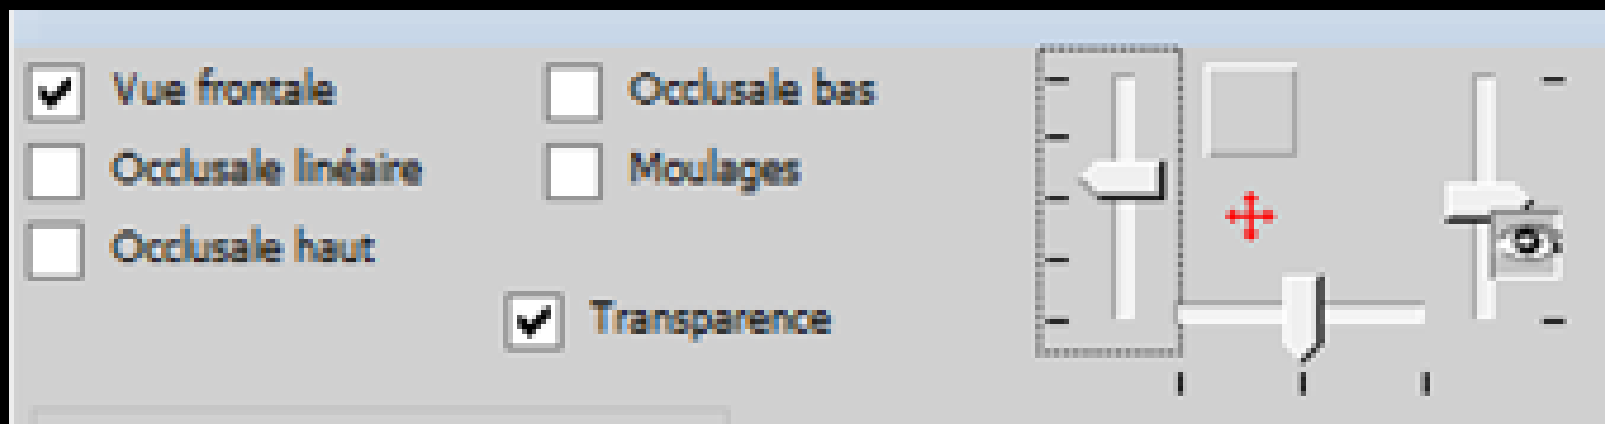 Vue frontale
Occlusale bas
Occlusale linéaire
Moulages
Occlusale haut
Transparence